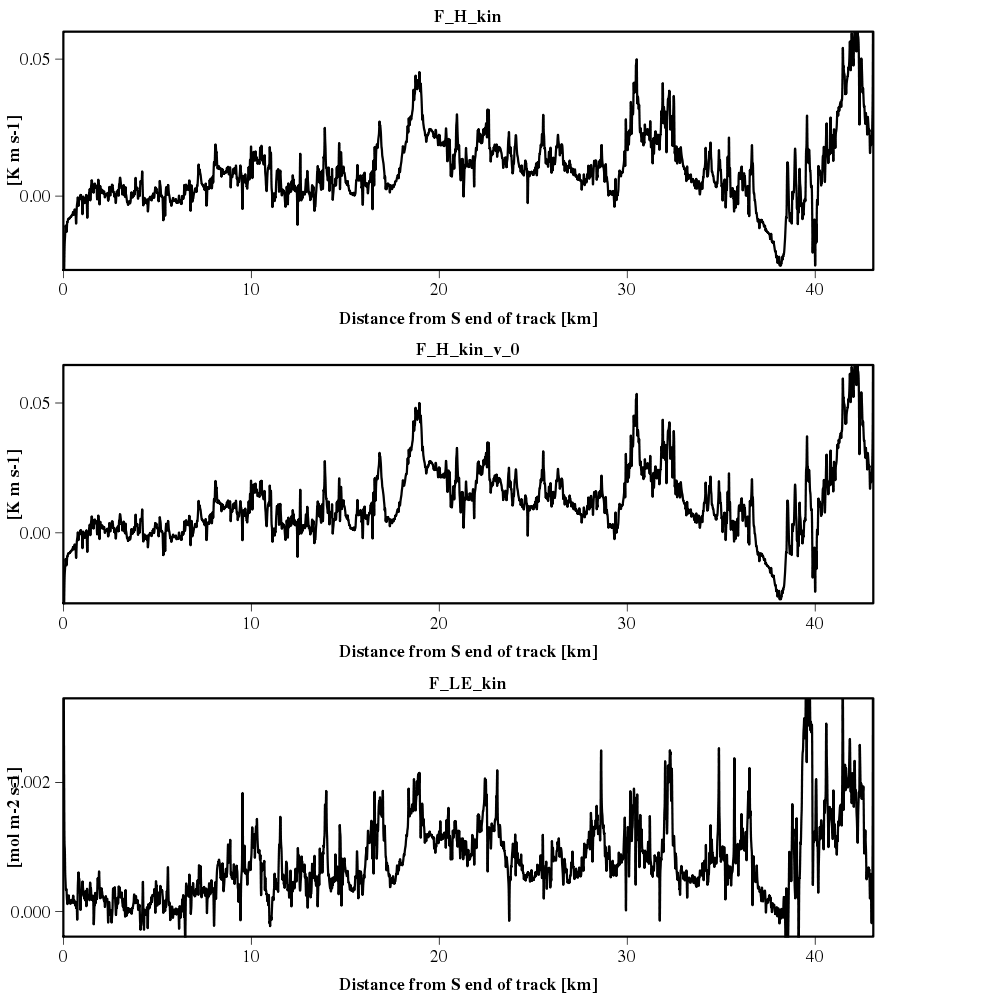 F_H_kin
[K m s-1]
0.05
0.00
0 10 20 30 40
Distance from S end of track [km]
F_H_kin_v_0
[K m s-1]
0.05
0.00
0 10 20 30 40
Distance from S end of track [km]
F_LE_kin
[mol m-2 s-1]
0.002
0.000
0 10 20 30 40
Distance from S end of track [km]